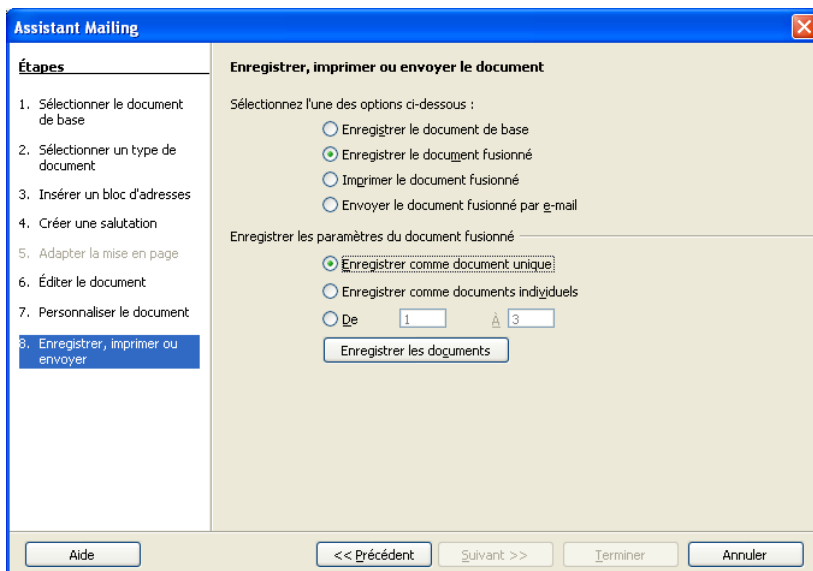 Assistant Mailing
Étapes
1. Sélectionner le document
de base
2. Sélectionner un type de
document
3. Insérer un bloc d'adresses
4. Créer une salutation
5. Adapter la mise en page
6. Éditer le document
7. Personnaliser le document
8. Enregistrer, imprimer ou
envoyer
Enregistrer, imprimer ou envoyer le document
Sélectionnez l'une des options ci-dessous :
Enregistrer le document de base
Enregistrer le document fusionné
Imprimer le document fusionné
Envoyer le document fusionné par e-mail
Enregistrer les paramètres du document fusionné
Enregistrer comme document unique
Enregistrer comme documents individuels
De 1 À 3
Enregistrer les documents
Aide << Précédent Suivant >> Terminer Annuler